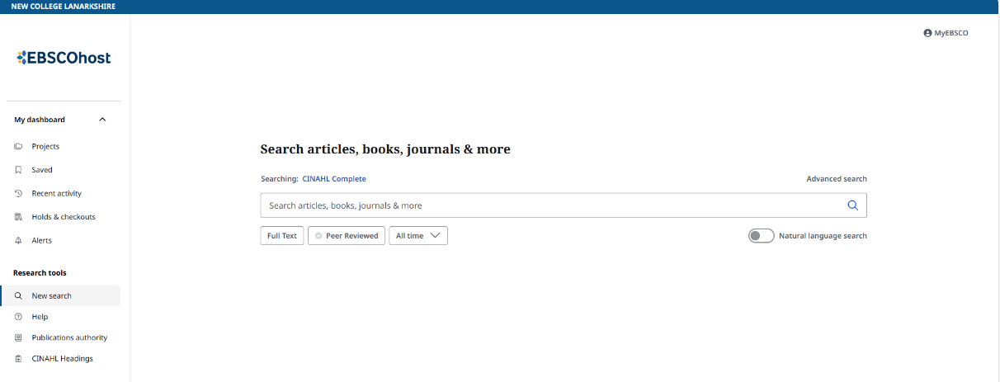 NEW COLLEGE LANARKSHIRE
MyEBSCO
EBSCOhost
My dashboard
Projects
Saved
Recent activity
Holds & checkouts
Alerts
Research tools
New search
Help
Publications authority
CINAHL Headings
Search articles, books, journals & more
Searching: CINAHL Complete
Advanced search
Search articles, books, journals & more
Full Text
Peer Reviewed
All time
Natural language search